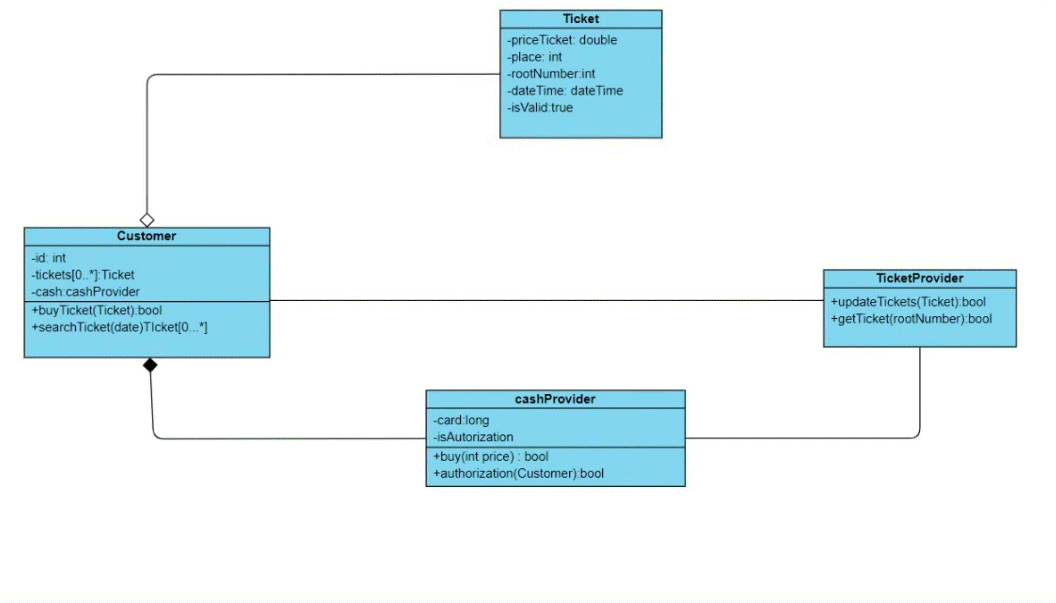 Ticket
-priceTicket: double
-place: int
-rootNumber:int
-dateTime: dateTime
-isValid:true
Customer
-id: int
-tickets[0..*]:Ticket
-cash:cashProvider
+buyTicket(Ticket):bool
+searchTicket(date)TIcket[0...*]
TicketProvider
+updateTickets(Ticket):bool
+getTicket(rootNumber):bool
cashProvider
-card:long
-isAutorization
+buy(int price) : bool
+authorization(Customer):bool